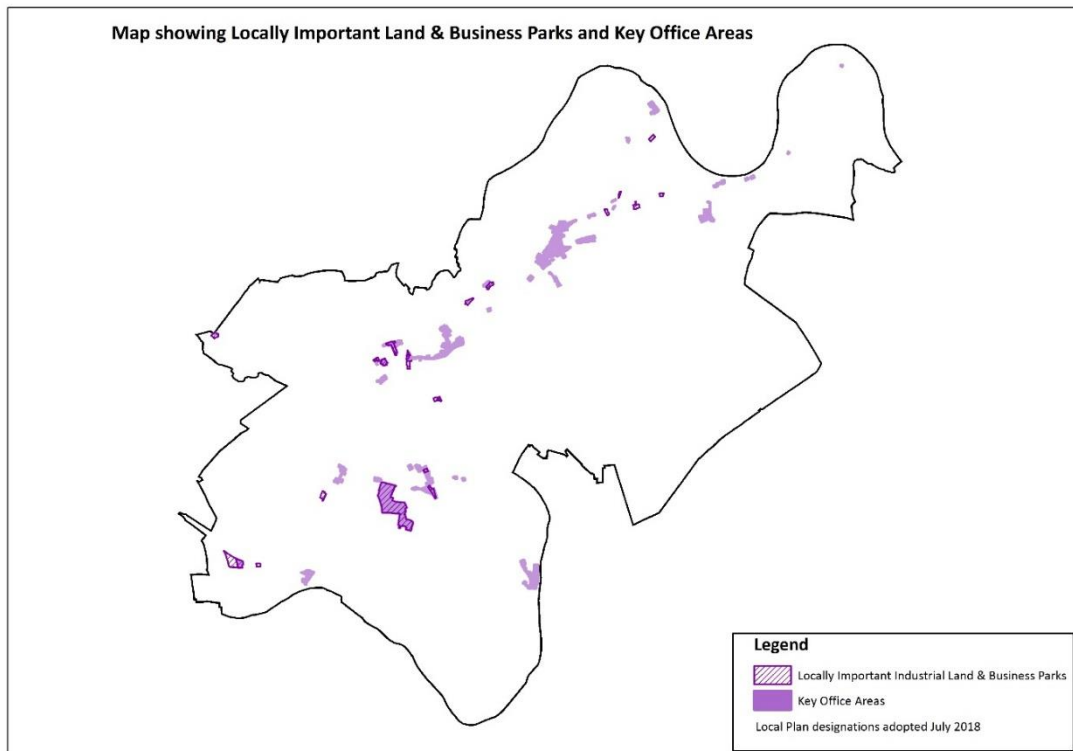 Map showing Locally Important Land & Business Parks and Key Office Areas
Legend
Locally Important Industrial Land & Business Parks
Key Office Areas
Local Plan designations adopted July 2018